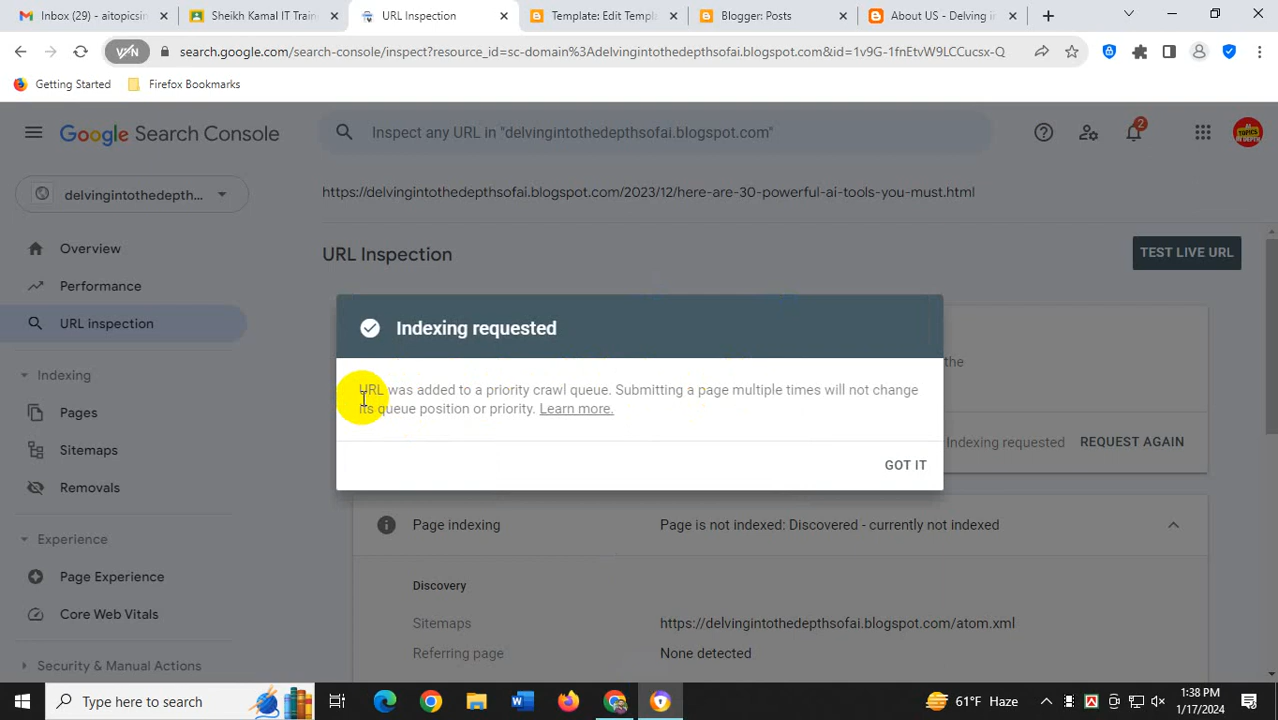 Inbox (29) - aitopicsin
Sheikh Kamal IT Train
URL Inspection
Template: Edit Templa
Blogger: Posts
About US - Delving in
VPN
search.google.com/search-console/inspect?resource_id=sc-domain%3Adelvingintothedepthsofai.blogspot.com&id=1v9G-1fnEtvW9LCCucsx-Q
Getting Started
Firefox Bookmarks
Google Search Console
Inspect any URL in "delvingintothedepthsofai.blogspot.com"
2
delvingintothedepth...
https://delvingintothedepthsofai.blogspot.com/2023/12/here-are-30-powerful-ai-tools-you-must.html
Overview
Performance
URL inspection
Indexing
Pages
Sitemaps
Removals
Experience
Page Experience
Core Web Vitals
Security & Manual Actions
URL Inspection
TEST LIVE URL
Indexing requested
the
URL was added to a priority crawl queue. Submitting a page multiple times will not change
its queue position or priority. Learn more.
Indexing requested
REQUEST AGAIN
GOT IT
Page indexing
Page is not indexed: Discovered - currently not indexed
Discovery
Sitemaps
https://delvingintothedepthsofai.blogspot.com/atom.xml
Referring page
None detected
Type here to search
61°F Haze
1:38 PM
1/17/2024